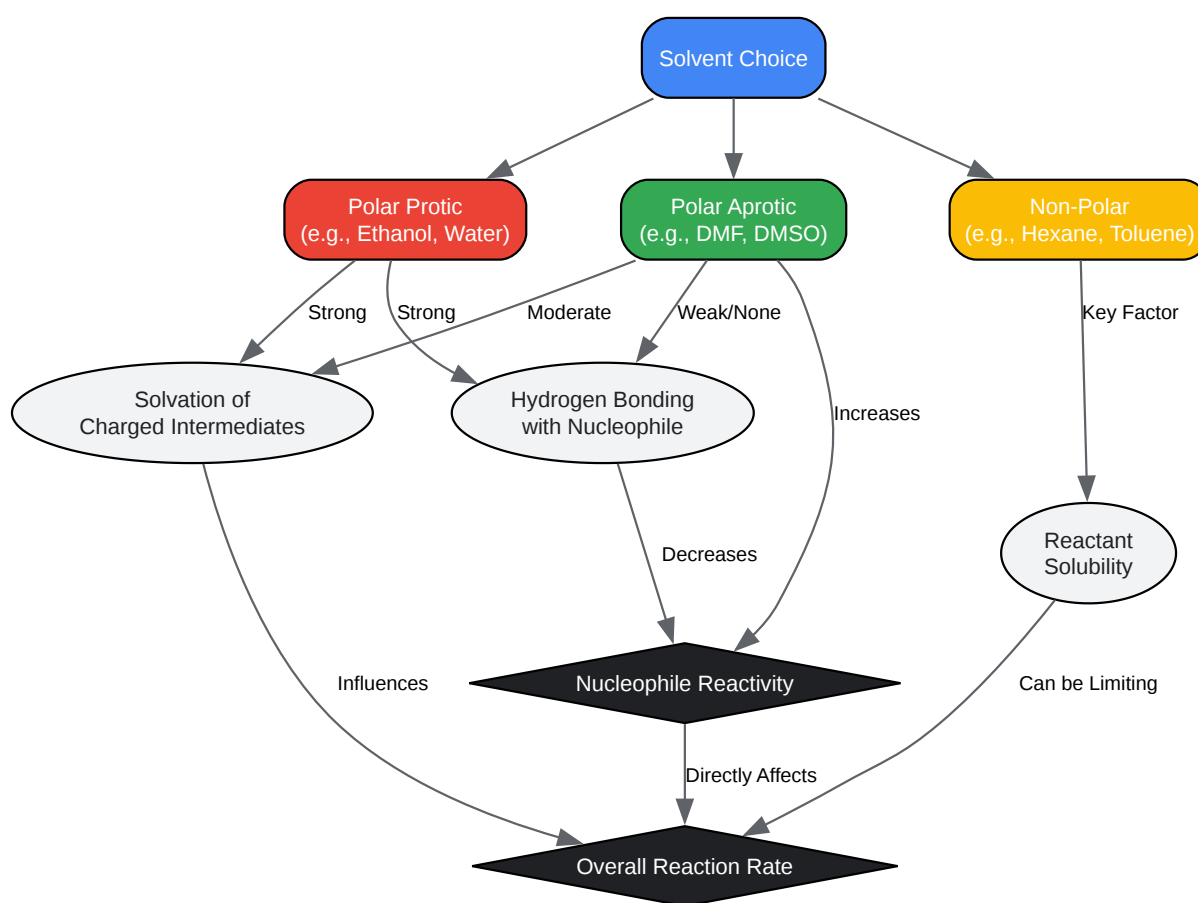 Solvent Choice
Polar Protic
(e.g., Ethanol, Water)
Polar Aprotic
(e.g., DMF, DMSO)
Non-Polar
(e.g., Hexane, Toluene)
Strong
Strong
Moderate
Weak/None
Key Factor
Solvation of
Charged Intermediates
Hydrogen Bonding
with Nucleophile
Increases
Reactant
Solubility
Decreases
Influences
Nucleophile Reactivity
Can be Limiting
Directly Affects
Overall Reaction Rate